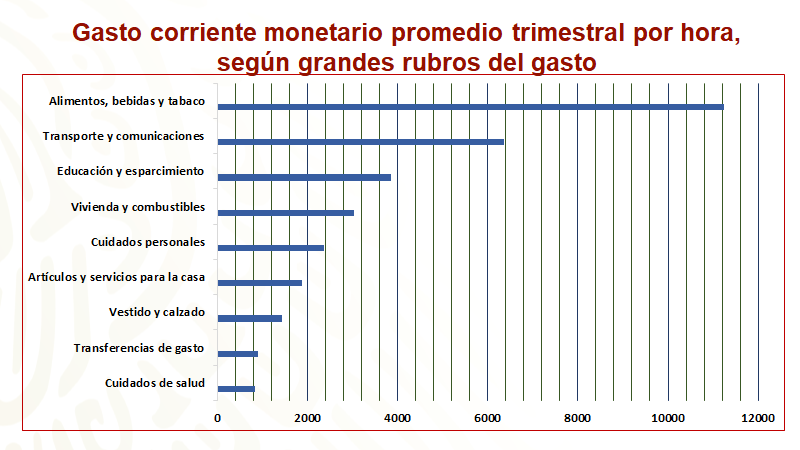 Gasto corriente monetario promedio trimestral por hora,
según grandes rubros del gasto
Alimentos, bebidas y tabaco
Transporte y comunicaciones
Educación y esparcimiento
Vivienda y combustibles
Cuidados personales
Artículos y servicios para la casa
Vestido y calzado
Transferencias de gasto
Cuidados de salud
0 2000 4000 6000 8000 10000 12000